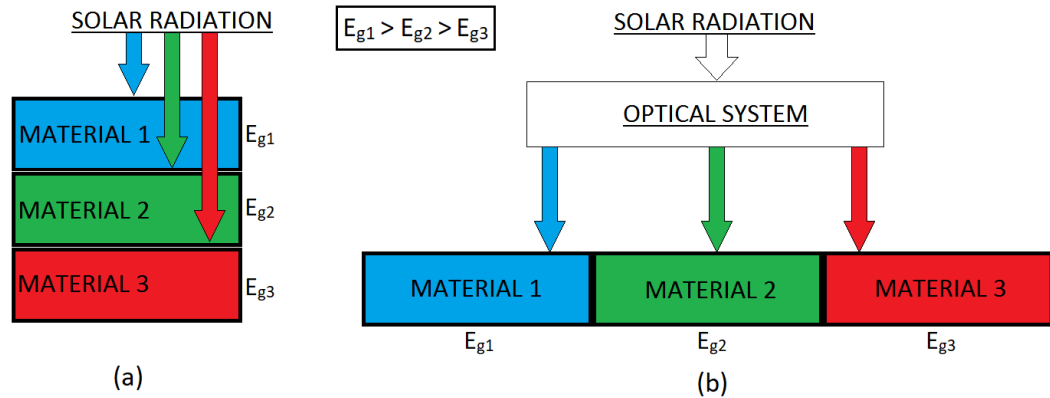 SOLAR RADIATION
MATERIAL 1
Eg1
MATERIAL 2
Eg2
MATERIAL 3
Eg3
(a)
Eg1 > Eg2 > Eg3
SOLAR RADIATION
OPTICAL SYSTEM
MATERIAL 1
MATERIAL 2
MATERIAL 3
Eg1
Eg2
Eg3
(b)